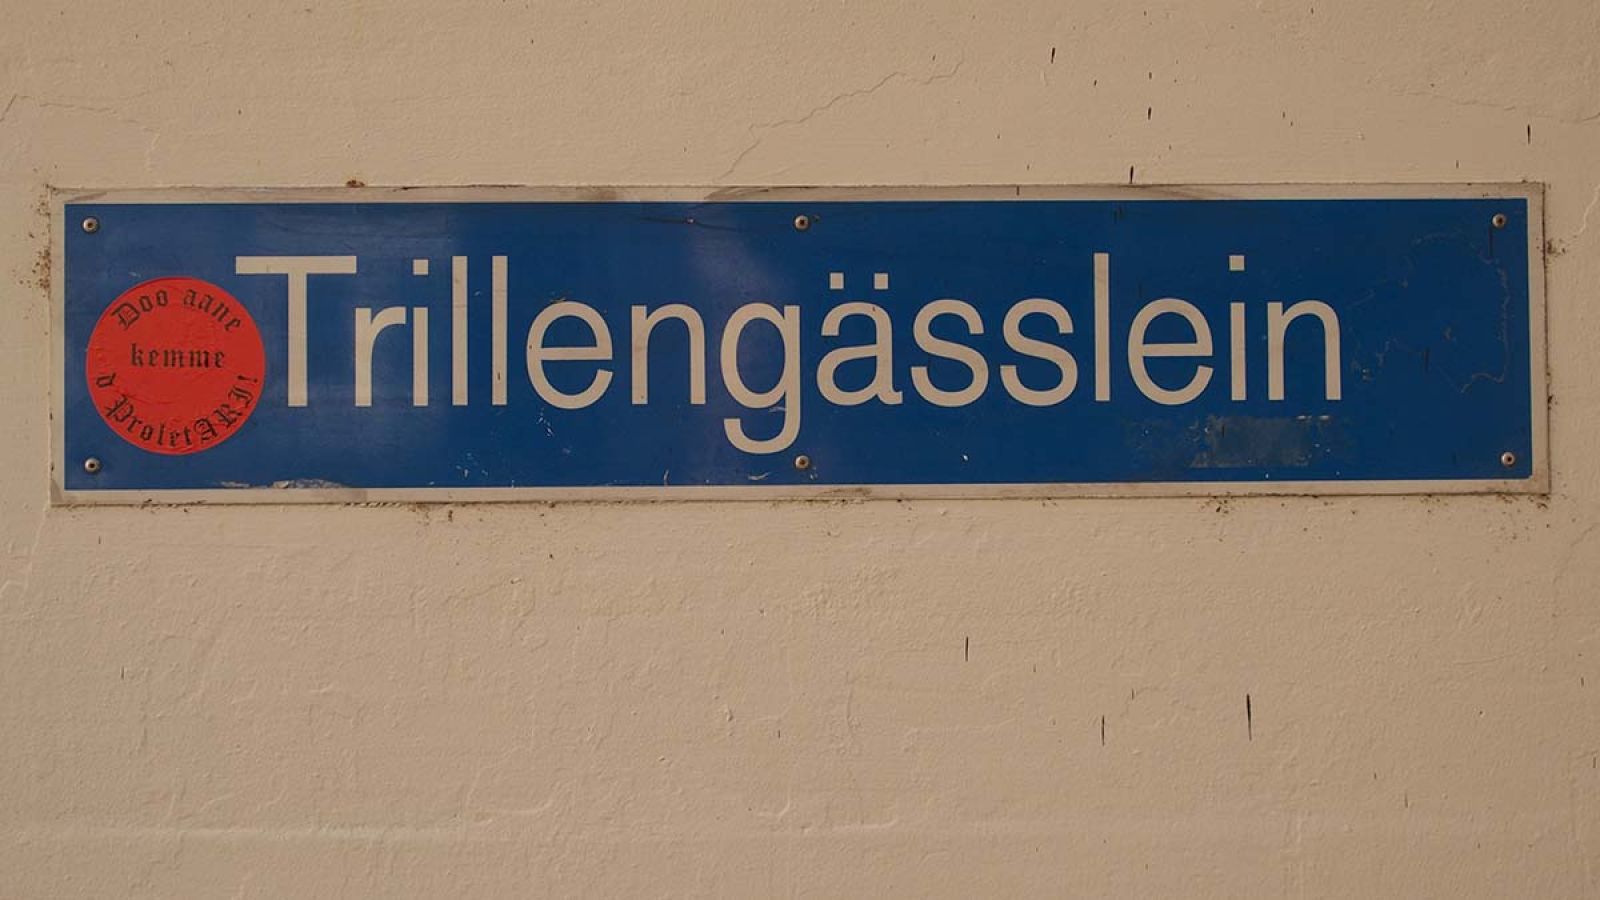 Trillengässlein
Doo aane
kemme
d ProletARI!